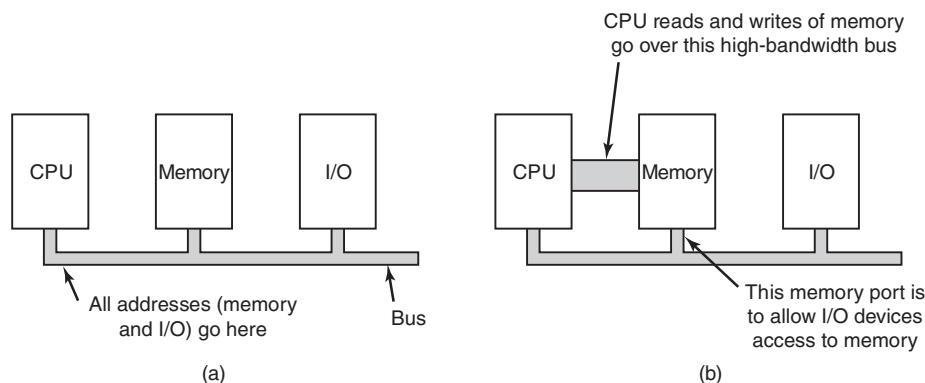 CPU reads and writes of memory
go over this high-bandwidth bus
CPU
Memory
I/O
All addresses (memory
and I/O) go here
Bus
(a)
CPU
Memory
I/O
This memory port is
to allow I/O devices
access to memory
(b)